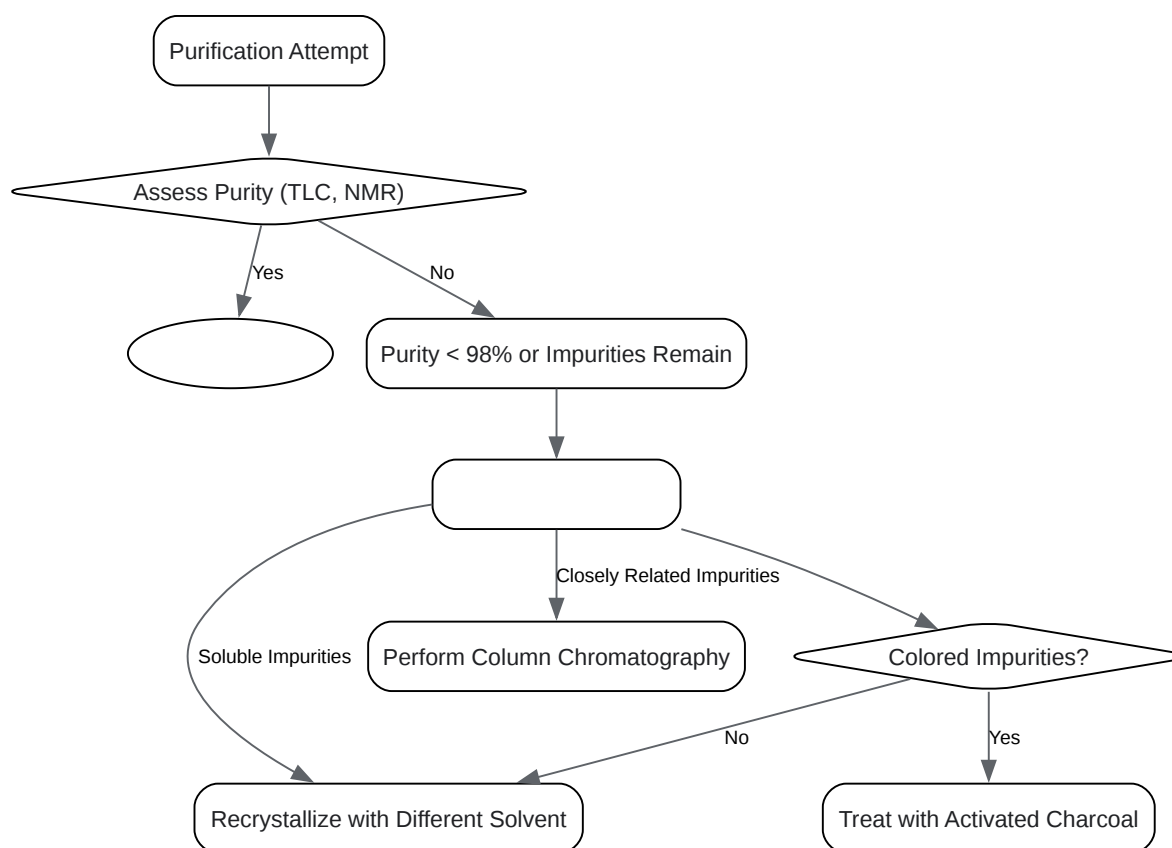 Purification Attempt
Assess Purity (TLC, NMR)
Yes
No
Purity < 98% or Impurities Remain
Closely Related Impurities
Soluble Impurities
Perform Column Chromatography
Colored Impurities?
No
Yes
Recrystallize with Different Solvent
Treat with Activated Charcoal